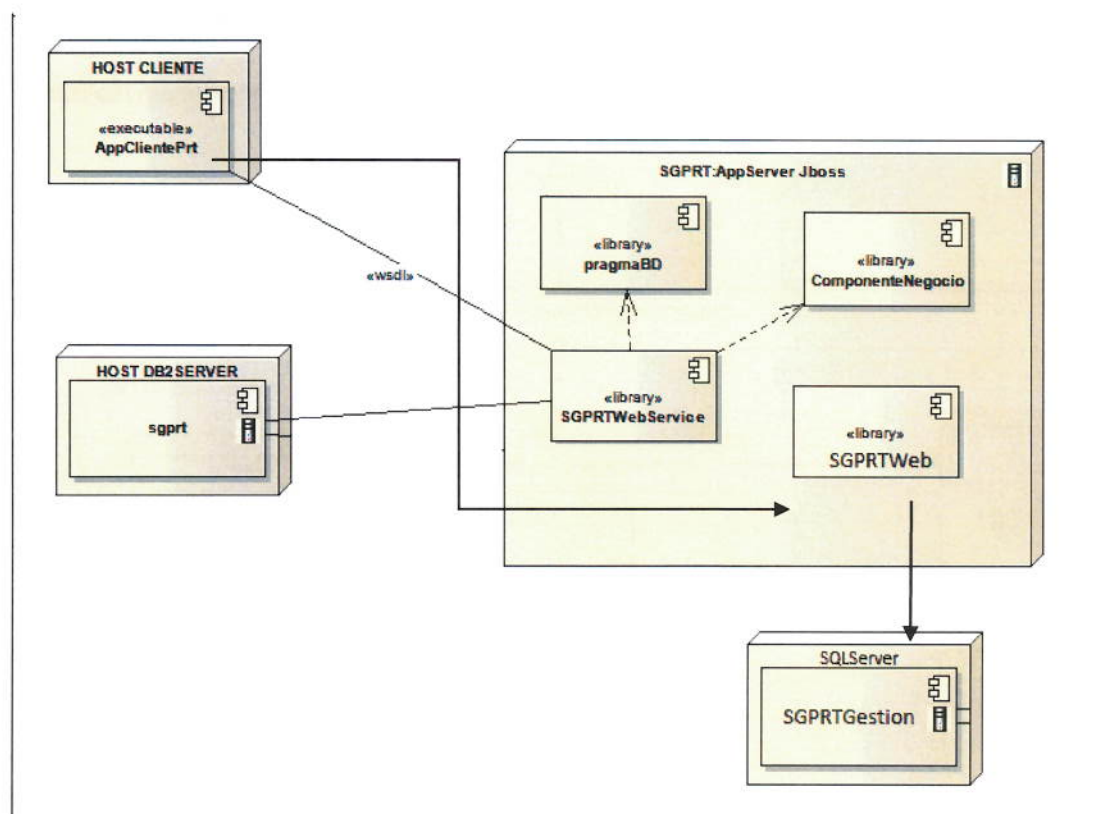 HOST CLIENTE
«executable»
AppClientePrt
SGPRT:AppServer Jboss
«library»
pragmaBD
«library»
ComponenteNegocio
«wsdl»
HOST DB2SERVER
sgprt
«library»
SGPRTWebService
«library»
SGPRTWeb
SQLServer
SGPRTGestion